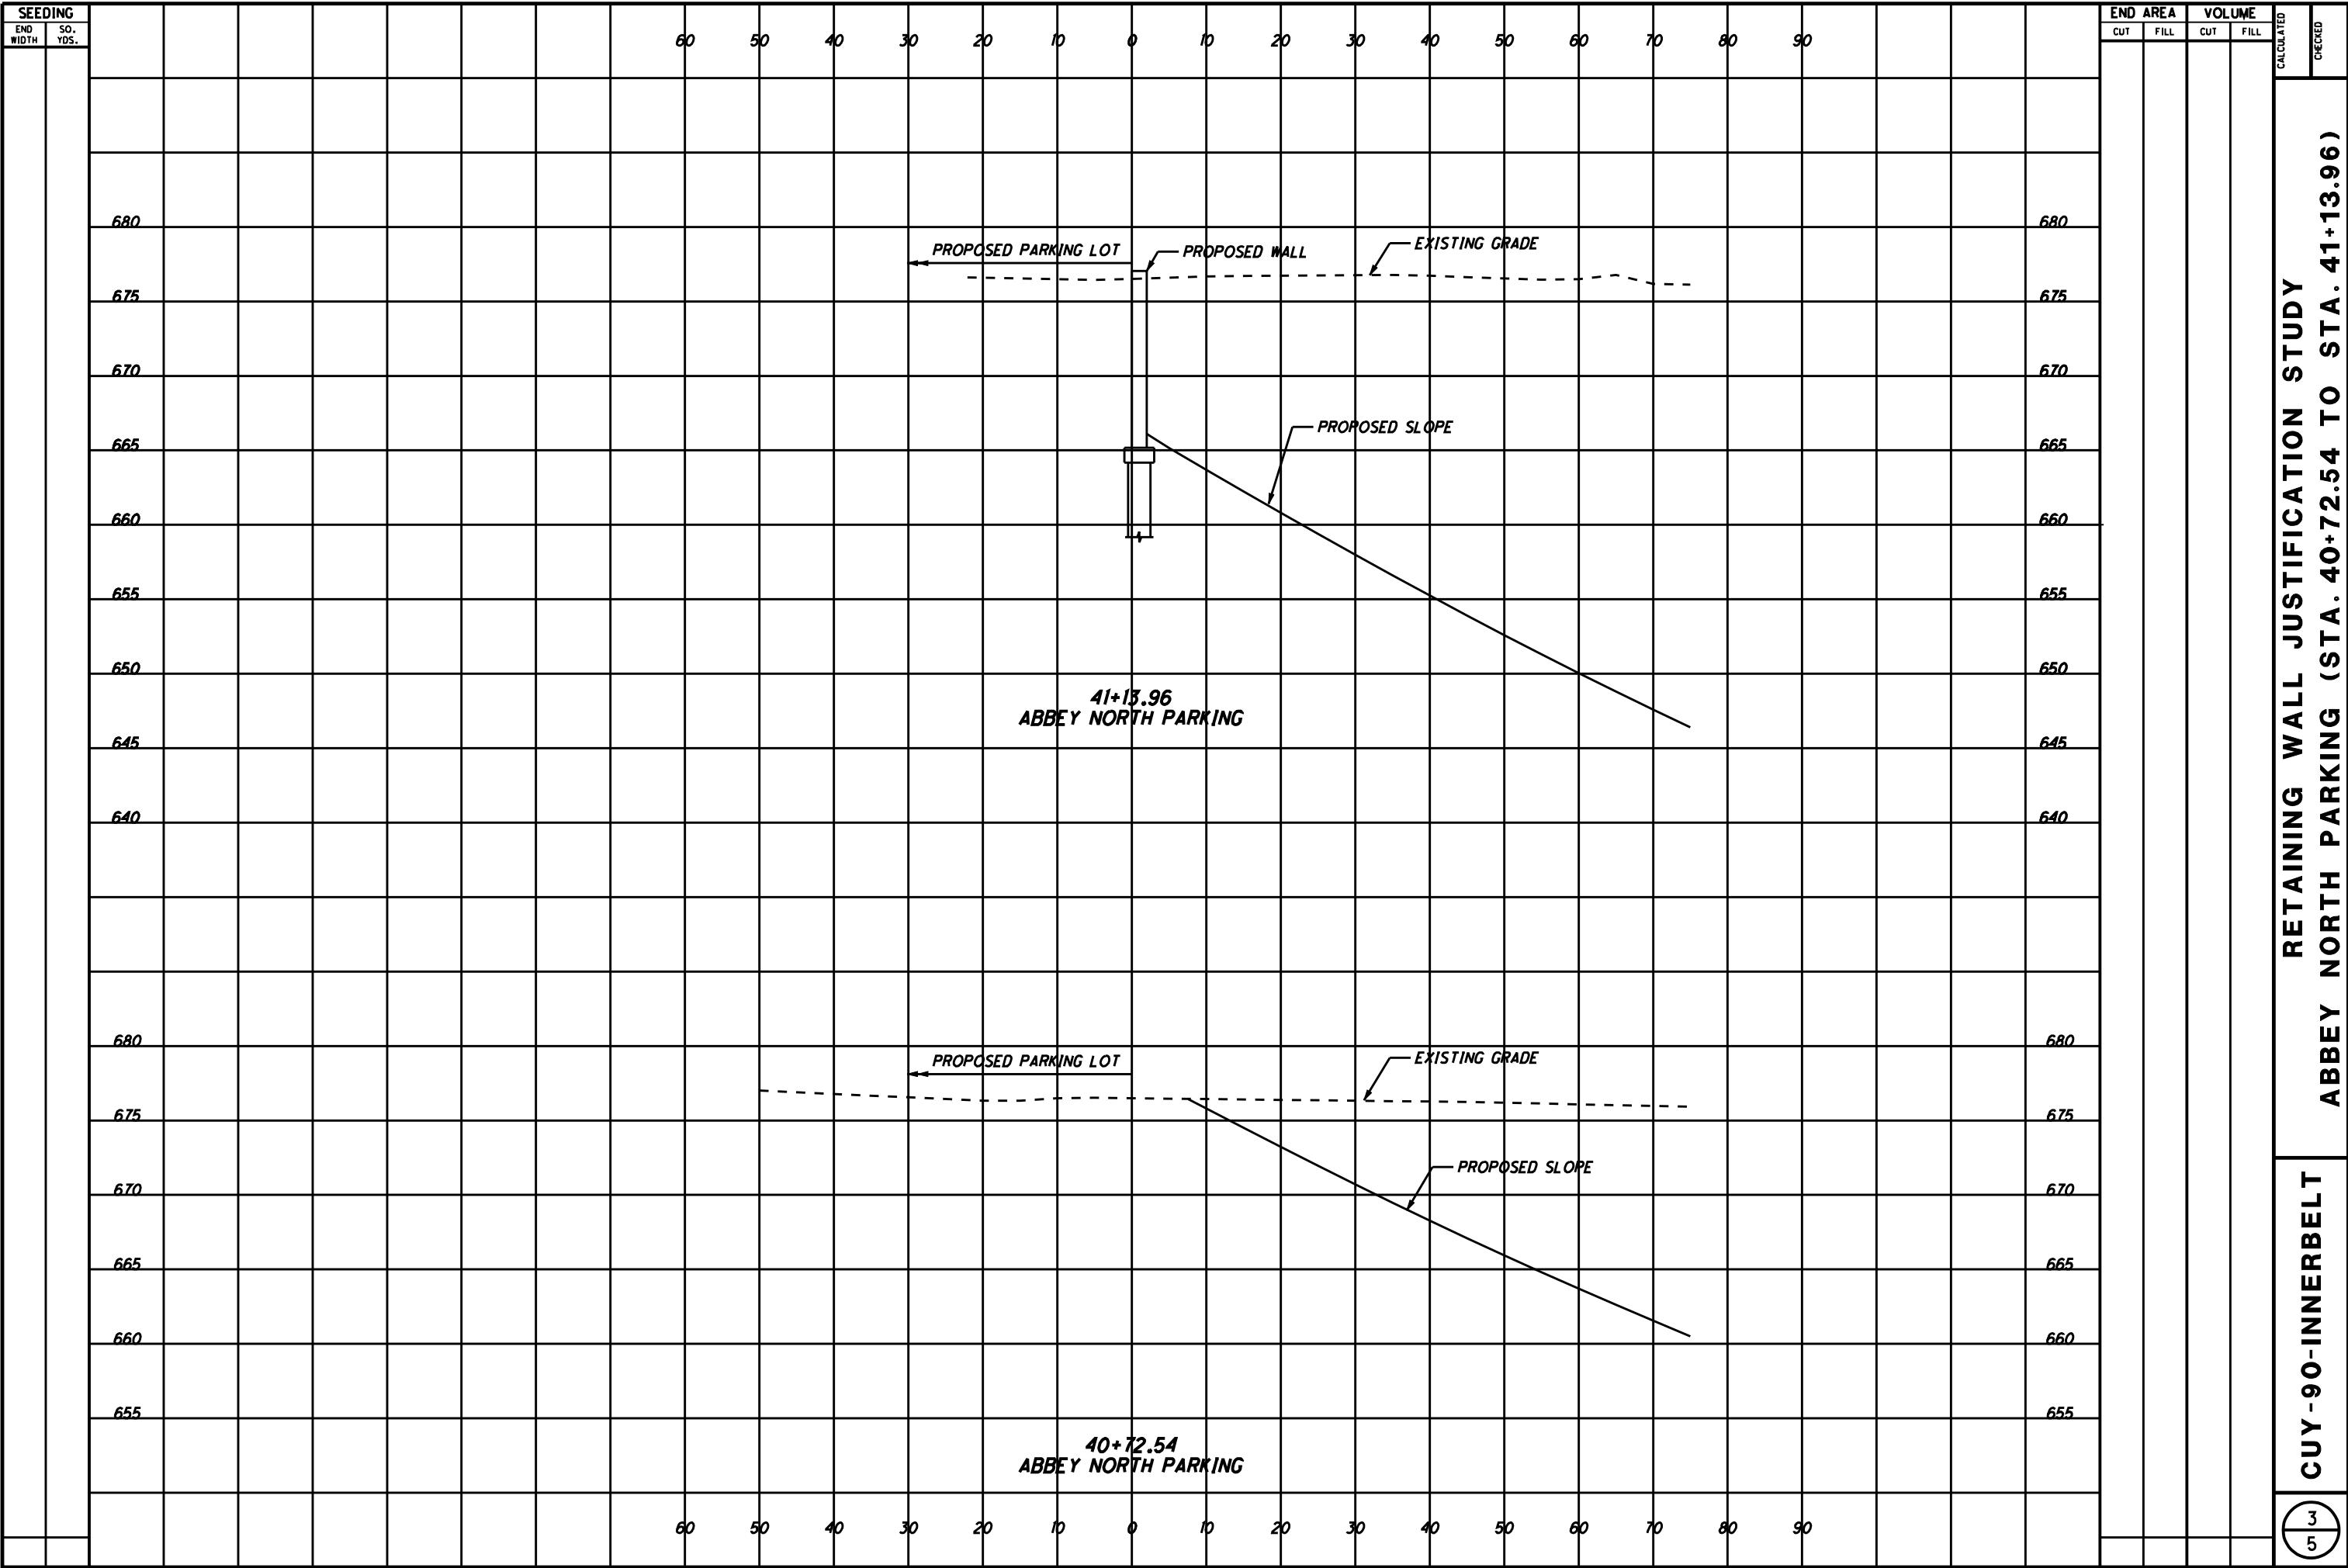 SEEDING
END WIDTH
SO. YDS.
60 50 40 30 20 10 0 10 20 30 40 50 60 70 80 90
END AREA
VOLUME
CUT FILL CUT FILL
CALCULATED
CHECKED
680 680
PROPOSED PARKING LOT
PROPOSED WALL
EXISTING GRADE
675 675
670 670
PROPOSED SLOPE
665 665
660 660
655 655
650 650
41+13.96
ABBEY NORTH PARKING
645 645
640 640
680 680
PROPOSED PARKING LOT
EXISTING GRADE
675 675
PROPOSED SLOPE
670 670
665 665
660 660
655 655
40+72.54
ABBEY NORTH PARKING
60 50 40 30 20 10 0 10 20 30 40 50 60 70 80 90
RETAINING WALL JUSTIFICATION STUDY
ABBEY NORTH PARKING (STA. 40+72.54 TO STA. 41+13.96)
CUY-90-INNERBELT
3
5